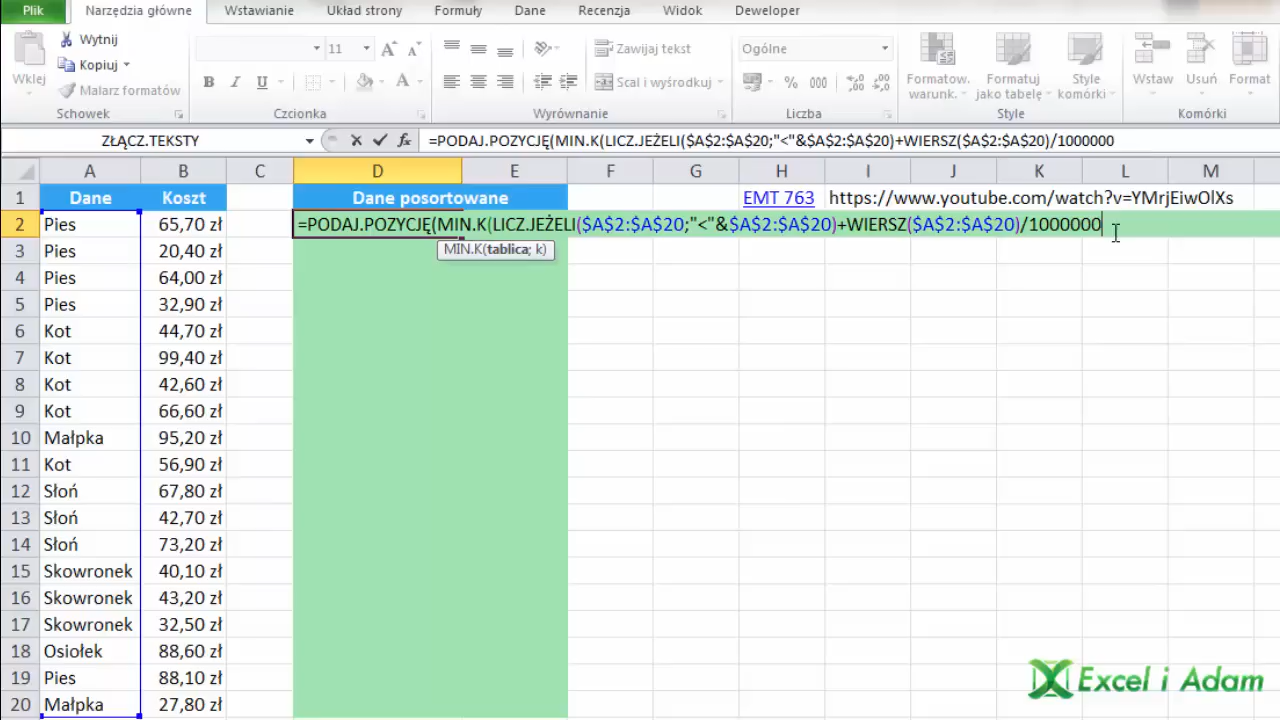 Plik Narzędzia główne Wstawianie Układ strony Formuły Dane Recenzja Widok Deweloper
Wklej
Wytnij
Kopiuj
Malarz formatów
11
A A
B I U A
Zawijaj tekst
Scal i wyśrodkuj
Ogólne
% 000
Formatow. warunk.
Formatuj jako tabelę
Style komórki
Wstaw Usuń Format
Schowek Czcionka Wyrównanie Liczba Style Komórki
ZŁĄCZ.TEKSTY fx =PODAJ.POZYCJĘ(MIN.K(LICZ.JEŻELI($A$2:$A$20;"<"&$A$2:$A$20)+WIERSZ($A$2:$A$20)/1000000
A B C D E F G H I J K L M
1 Dane Koszt Dane posortowane EMT 763 https://www.youtube.com/watch?v=YMrjEiwOlXs
2 Pies 65,70 zł =PODAJ.POZYCJĘ(MIN.K(LICZ.JEŻELI($A$2:$A$20;"<"&$A$2:$A$20)+WIERSZ($A$2:$A$20)/1000000
3 Pies 20,40 zł MIN.K(tablica; k)
4 Pies 64,00 zł
5 Pies 32,90 zł
6 Kot 44,70 zł
7 Kot 99,40 zł
8 Kot 42,60 zł
9 Kot 66,60 zł
10 Małpka 95,20 zł
11 Kot 56,90 zł
12 Słoń 67,80 zł
13 Słoń 42,70 zł
14 Słoń 73,20 zł
15 Skowronek 40,10 zł
16 Skowronek 43,20 zł
17 Skowronek 32,50 zł
18 Osiołek 88,60 zł
19 Pies 88,10 zł
20 Małpka 27,80 zł
Excel i Adam